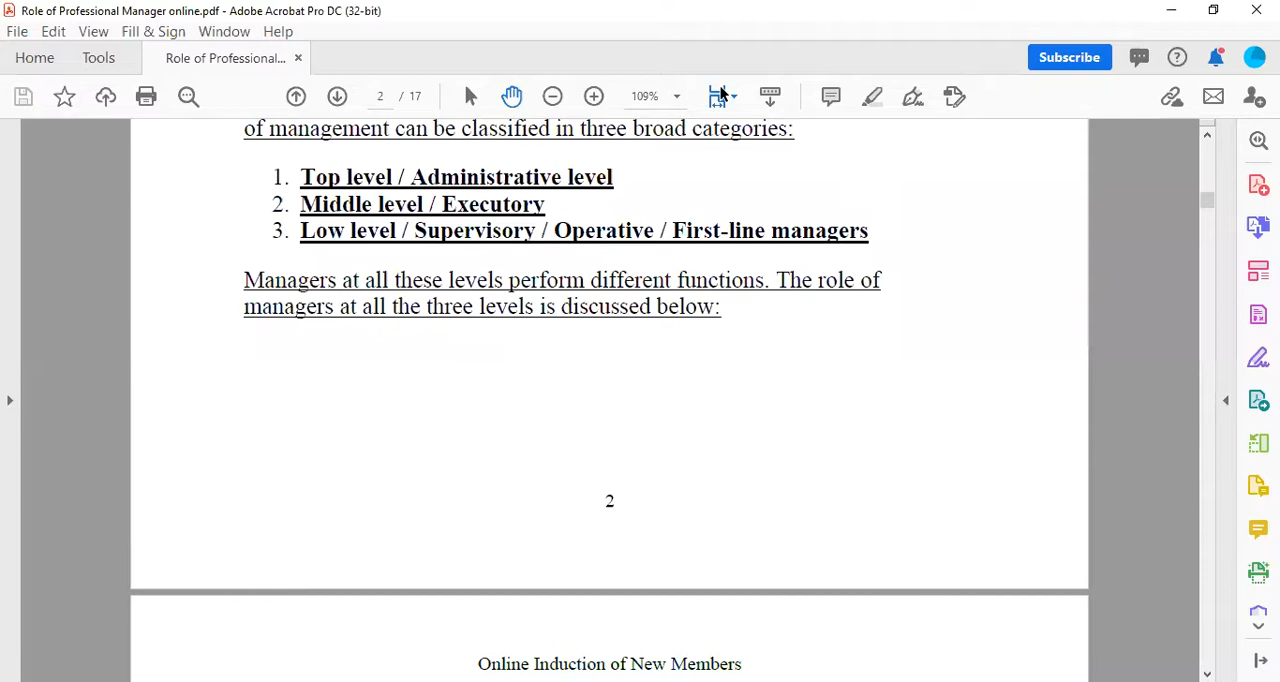 Role of Professional Manager online.pdf - Adobe Acrobat Pro DC (32-bit)
File Edit View Fill & Sign Window Help
Home Tools Role of Professional... ×
Subscribe
2 / 17 109%
of management can be classified in three broad categories:
1. Top level / Administrative level
2. Middle level / Executory
3. Low level / Supervisory / Operative / First-line managers
Managers at all these levels perform different functions. The role of
managers at all the three levels is discussed below:
2
Online Induction of New Members